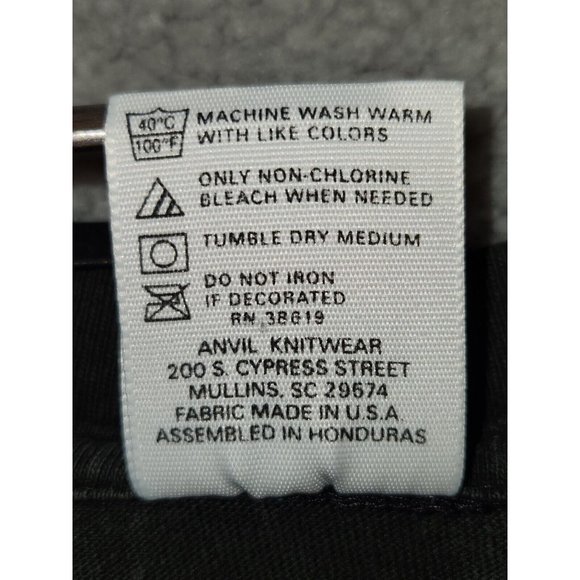 40°C
100°F
MACHINE WASH WARM
WITH LIKE COLORS
ONLY NON-CHLORINE
BLEACH WHEN NEEDED
TUMBLE DRY MEDIUM
DO NOT IRON
IF DECORATED
RN 38619
ANVIL KNITWEAR
200 S. CYPRESS STREET
MULLINS, SC 29574
FABRIC MADE IN U.S.A.
ASSEMBLED IN HONDURAS